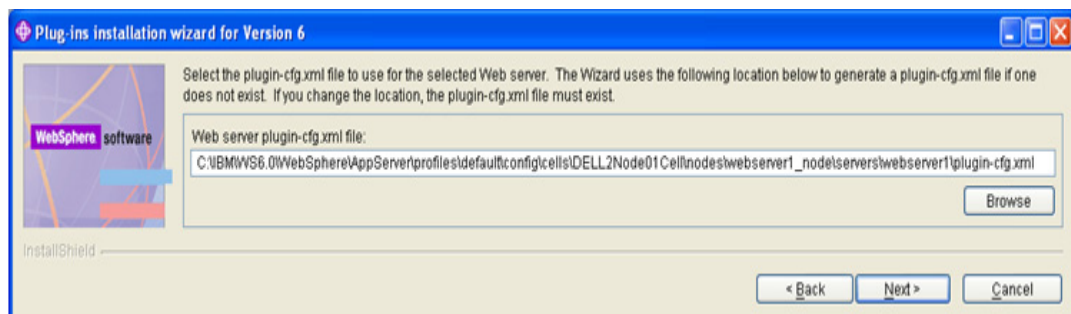 Plug-ins installation wizard for Version 6
Select the plugin-cfg.xml file to use for the selected Web server. The Wizard uses the following location below to generate a plugin-cfg.xml file if one
does not exist. If you change the location, the plugin-cfg.xml file must exist.
WebSphere software
Web server plugin-cfg.xml file:
C:\IBM\WS6.0\WebSphere\AppServer\profiles\default\config\cells\DELL2Node01Cell\nodes\webserver1_node\servers\webserver1\plugin-cfg.xml
Browse
InstallShield
< Back
Next >
Cancel